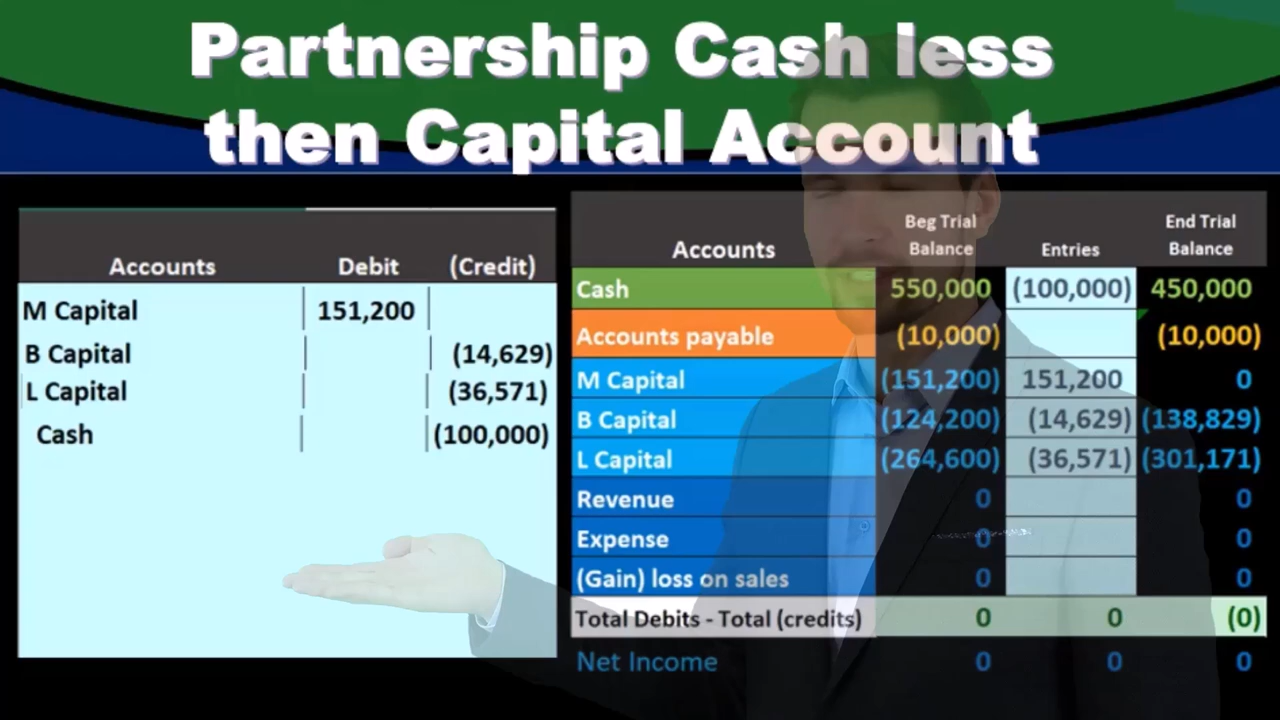 Partnership Cash less
then Capital Account
Accounts Debit (Credit)
M Capital 151,200
B Capital (14,629)
L Capital (36,571)
Cash (100,000)
Accounts Beg Trial Balance Entries End Trial Balance
Cash 550,000 (100,000) 450,000
Accounts payable (10,000) (10,000)
M Capital (151,200) 151,200 0
B Capital (124,200) (14,629) (138,829)
L Capital (264,600) (36,571) (301,171)
Revenue 0 0
Expense 0 0
(Gain) loss on sales 0 0
Total Debits - Total (credits) 0 0 (0)
Net Income 0 0 0